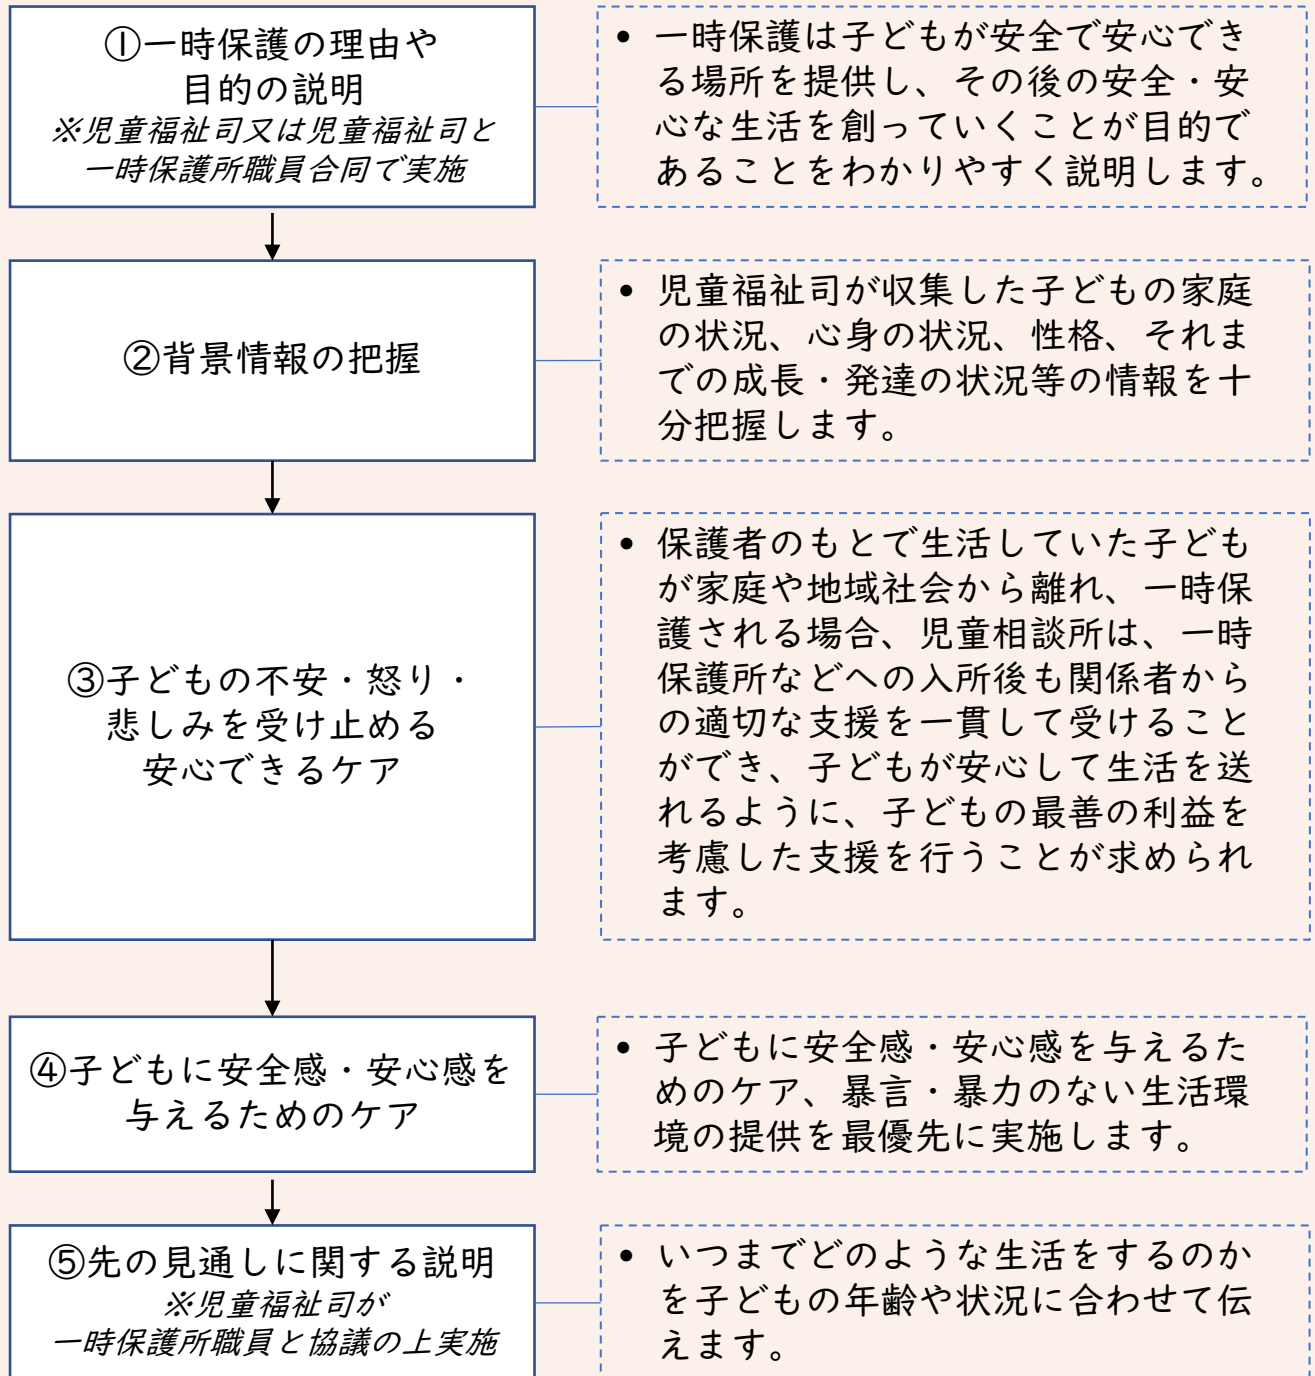 ①一時保護の理由や
目的の説明
※児童福祉司又は児童福祉司と
一時保護所職員合同で実施
• 一時保護は子どもが安全で安心でき
る場所を提供し、その後の安全・安
心な生活を創っていくことが目的で
あることをわかりやすく説明します。
②背景情報の把握
• 児童福祉司が収集した子どもの家庭
の状況、心身の状況、性格、それま
での成長・発達の状況等の情報を十
分把握します。
③子どもの不安・怒り・
悲しみを受け止める
安心できるケア
• 保護者のもとで生活していた子ども
が家庭や地域社会から離れ、一時保
護される場合、児童相談所は、一時
保護所などへの入所後も関係者から
の適切な支援を一貫して受けること
ができ、子どもが安心して生活を送
れるように、子どもの最善の利益を
考慮した支援を行うことが求められ
ます。
④子どもに安全感・安心感を
与えるためのケア
• 子どもに安全感・安心感を与えるた
めのケア、暴言・暴力のない生活環
境の提供を最優先に実施します。
⑤先の見通しに関する説明
※児童福祉司が
一時保護所職員と協議の上実施
• いつまでどのような生活をするのか
を子どもの年齢や状況に合わせて伝
えます。